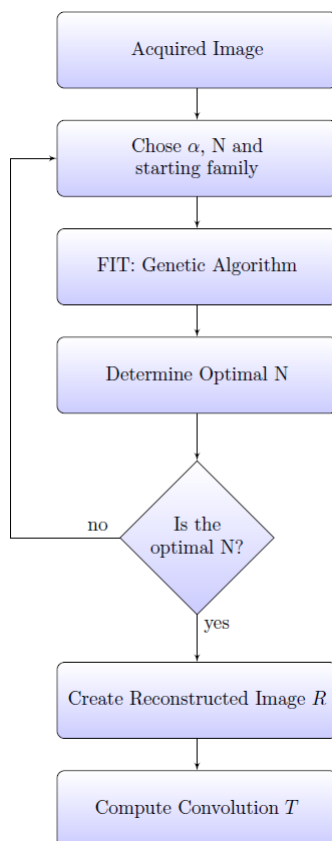 Acquired Image
Chose α, N and
starting family
FIT: Genetic Algorithm
Determine Optimal N
no
Is the
optimal N?
yes
Create Reconstructed Image R
Compute Convolution T